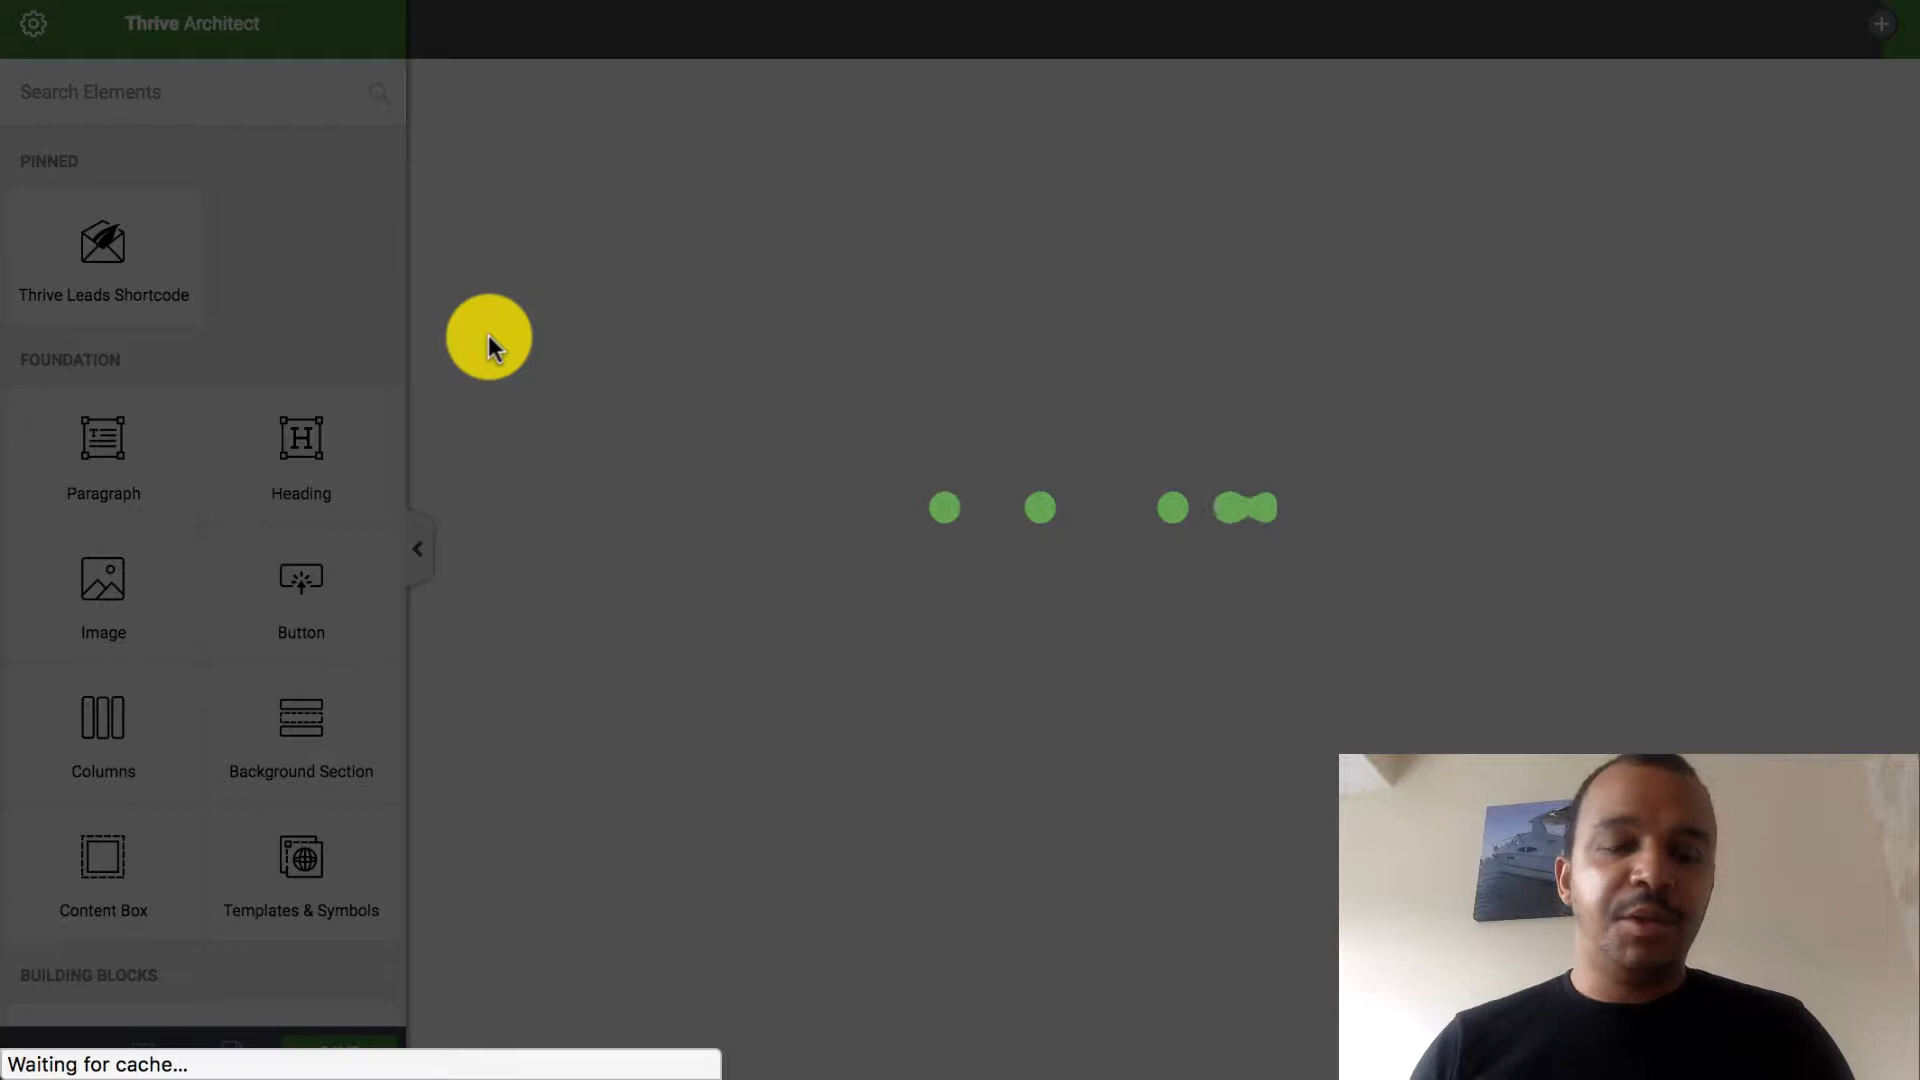 Thrive Architect
Search Elements
PINNED
Thrive Leads Shortcode
FOUNDATION
Paragraph
Heading
Image
Button
Columns
Background Section
Content Box
Templates & Symbols
BUILDING BLOCKS
Waiting for cache...